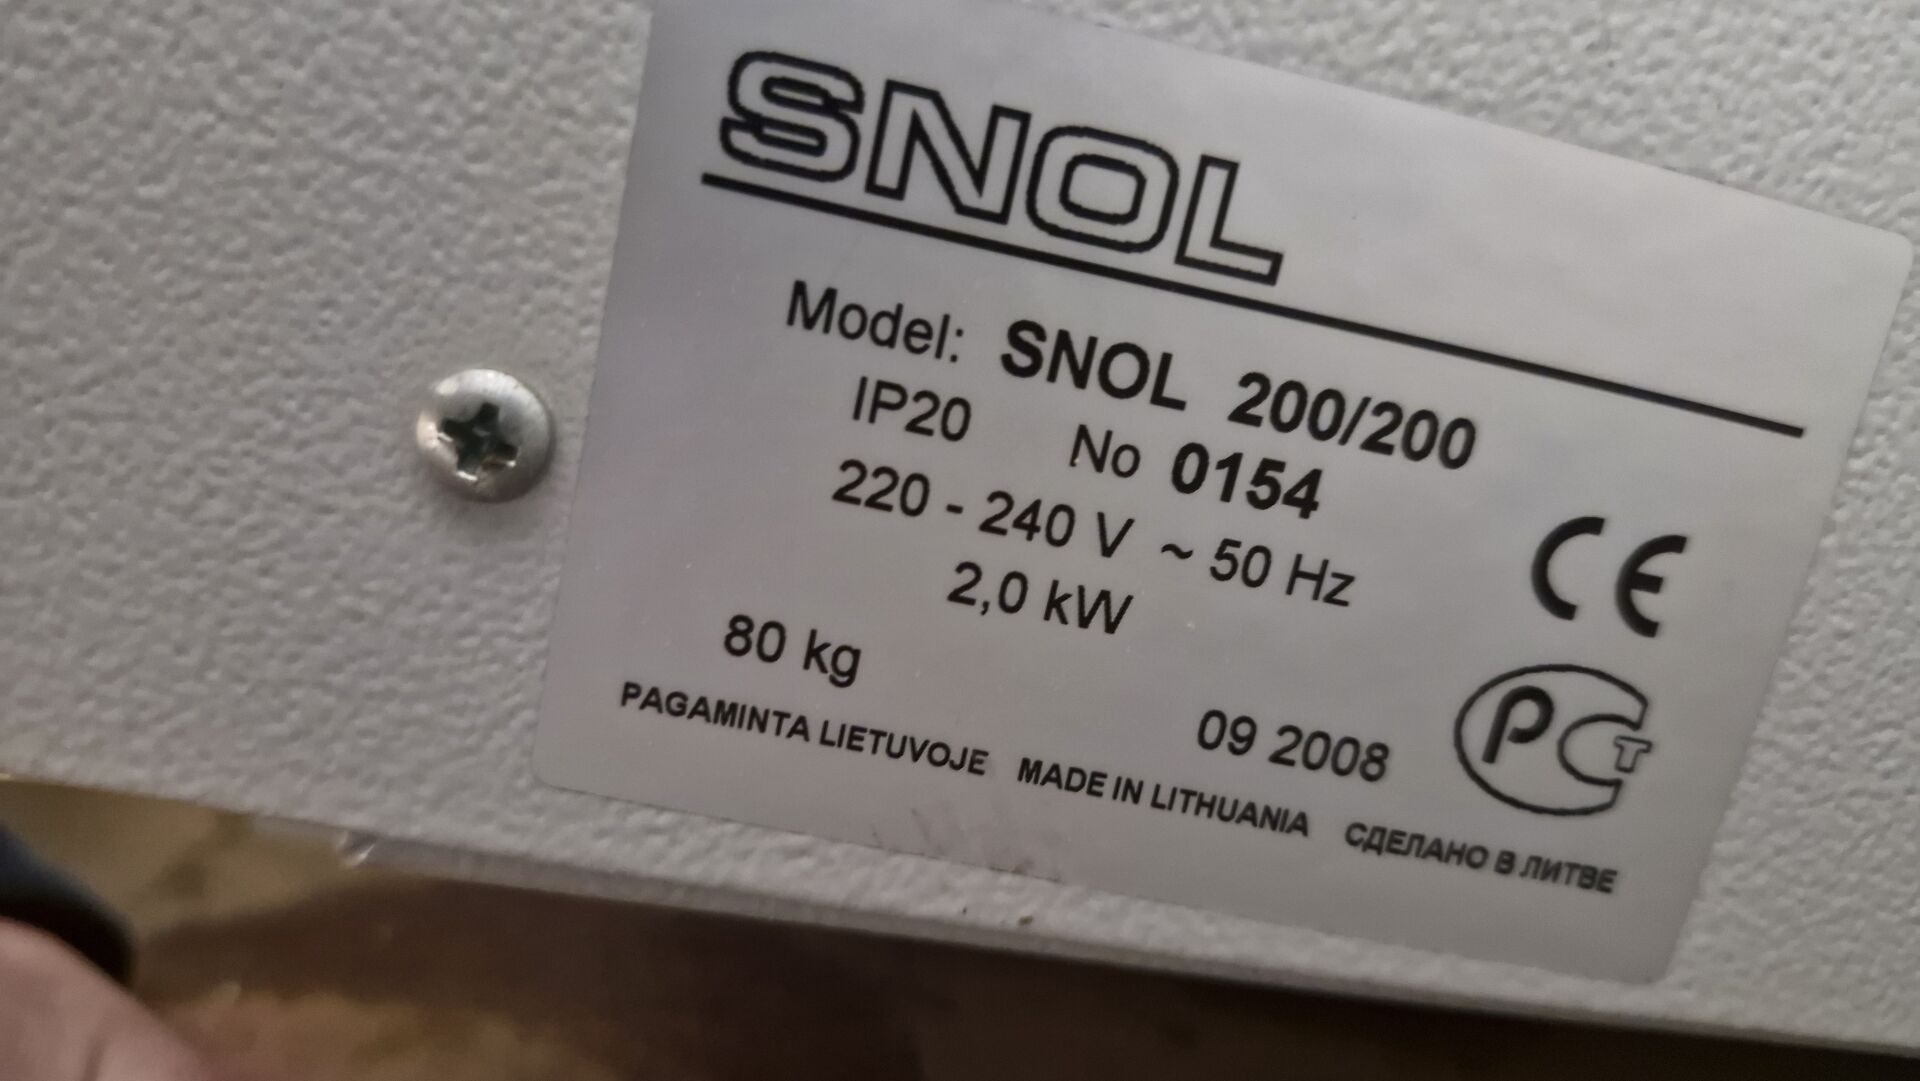 SNOL
Model: SNOL 200/200
IP20 No 0154
220 - 240 V ~ 50 Hz
2,0 kW
CE
80 kg
09 2008
РСТ
PAGAMINTA LIETUVOJE MADE IN LITHUANIA СДЕЛАНО В ЛИТВЕ